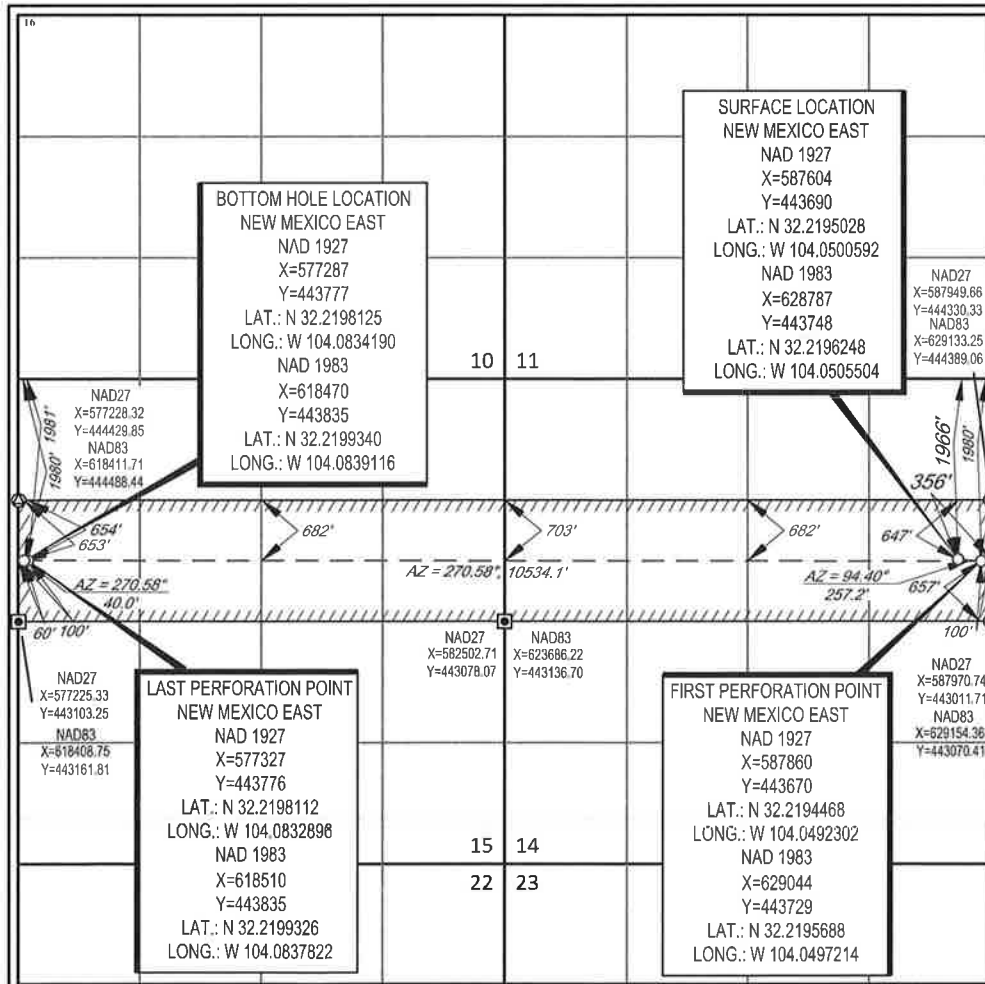 16
SURFACE LOCATION
NEW MEXICO EAST
NAD 1927
X=587604
Y=443690
LAT.: N 32.2195028
LONG.: W 104.0500592
NAD 1983
X=628787
Y=443748
LAT.: N 32.2196248
LONG.: W 104.0505504
BOTTOM HOLE LOCATION
NEW MEXICO EAST
NAD 1927
X=577287
Y=443777
LAT.: N 32.2198125
LONG.: W 104.0834190
NAD 1983
X=618470
Y=443835
LAT.: N 32.2199340
LONG.: W 104.0839116
NAD27
X=587949.66
Y=444330.33
NAD83
X=629133.25
Y=444389.06
10 11
NAD27
X=577228.32
Y=444429.85
NAD83
X=618411.71
Y=444488.44
1981'
1980'
1966'
1980'
356'
654'
653'
682'
703'
682'
647'
AZ = 270.58°
40.0'
AZ = 270.58°, 10534.1'
AZ = 94.40°
257.2'
657'
60' 100'
100'
NAD27
X=582502.71
Y=443078.07
NAD83
X=623686.22
Y=443136.70
NAD27
X=577225.33
Y=443103.25
NAD83
X=618408.75
Y=443161.81
NAD27
X=587970.74
Y=443011.71
NAD83
X=629154.36
Y=443070.41
LAST PERFORATION POINT
NEW MEXICO EAST
NAD 1927
X=577327
Y=443776
LAT.: N 32.2198112
LONG.: W 104.0832898
NAD 1983
X=618510
Y=443835
LAT.: N 32.2199326
LONG.: W 104.0837822
FIRST PERFORATION POINT
NEW MEXICO EAST
NAD 1927
X=587860
Y=443670
LAT.: N 32.2194468
LONG.: W 104.0492302
NAD 1983
X=629044
Y=443729
LAT.: N 32.2195688
LONG.: W 104.0497214
15 14
22 23